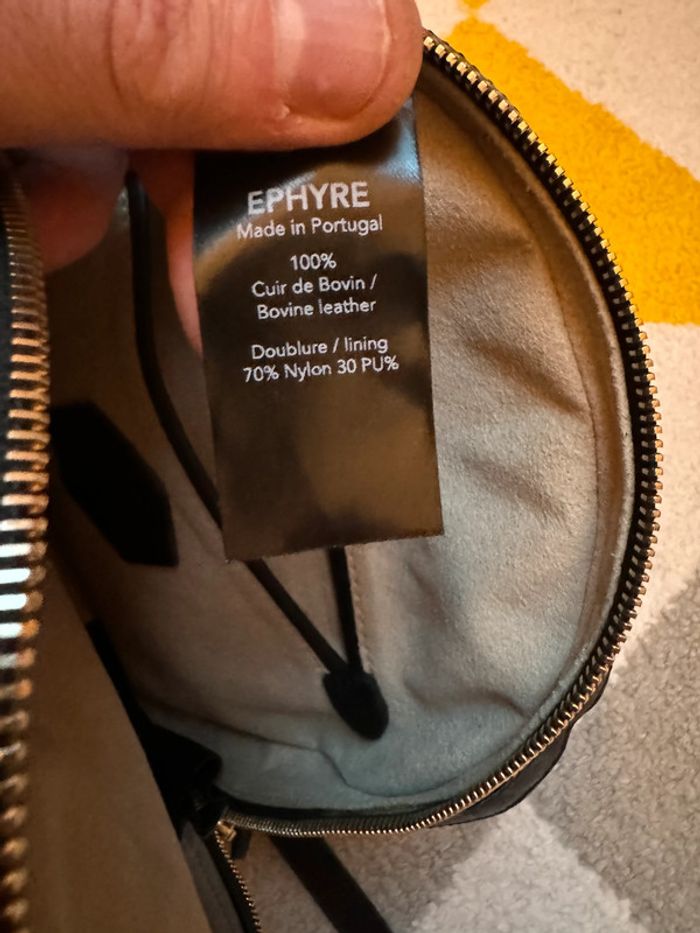 EPHYRE
Made in Portugal
100%
Cuir de Bovin /
Bovine leather
Doublure / lining
70% Nylon 30 PU%